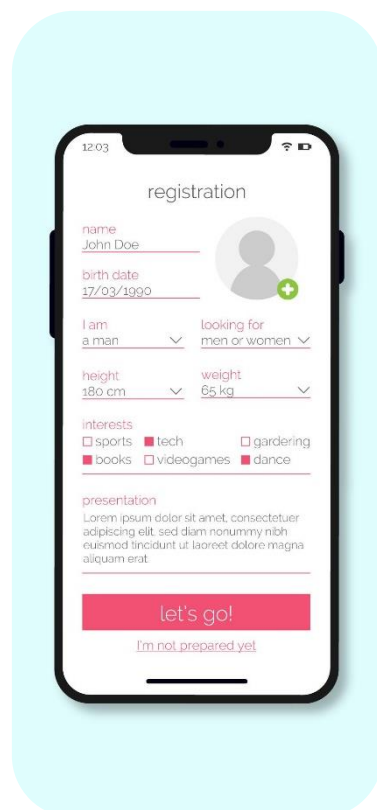 12:03
registration
name
John Doe
birth date
17/03/1990
I am
looking for
a man
men or women
height
weight
180 cm
65 kg
interests
sports tech gardering
books videogames dance
presentation
Lorem ipsum dolor sit amet, consectetuer
adipiscing elit, sed diam nonummy nibh
euismod tincidunt ut laoreet dolore magna
aliquam erat
let's go!
I'm not prepared yet